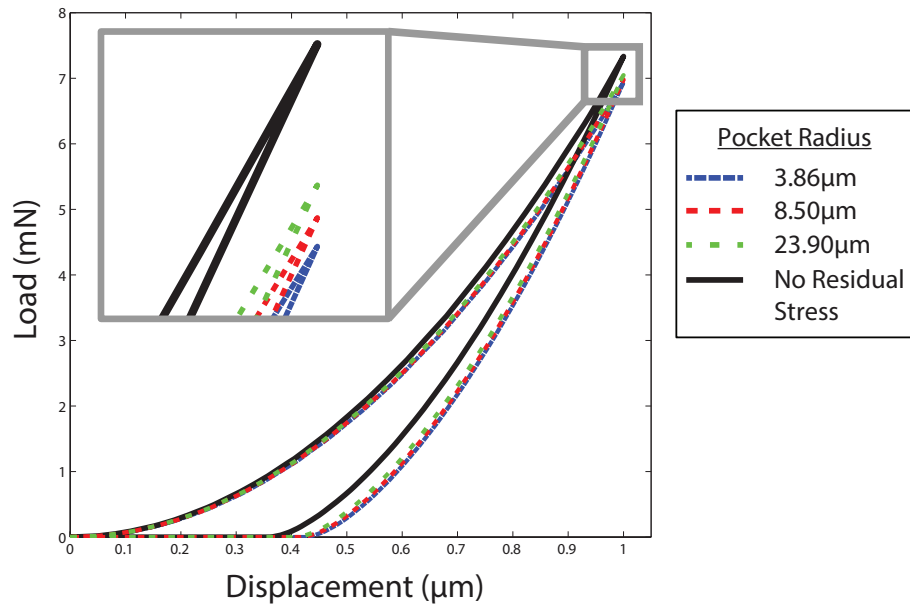 8
7
6
5
4
3
2
1
0
Load (mN)
0 0.1 0.2 0.3 0.4 0.5 0.6 0.7 0.8 0.9 1
Displacement (μm)
Pocket Radius
3.86μm
8.50μm
23.90μm
No Residual
Stress